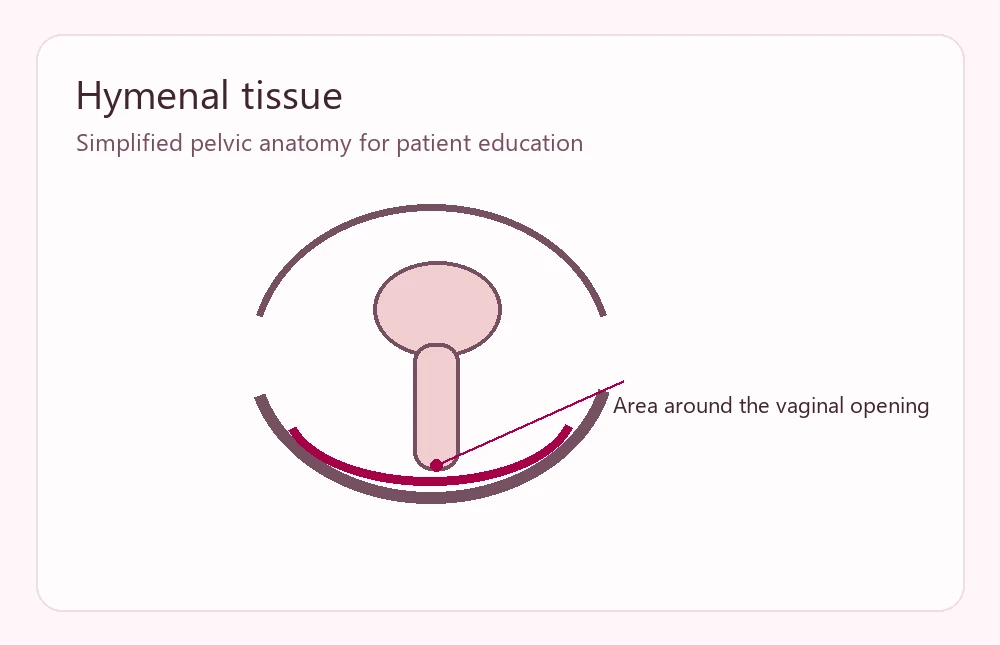 Hymenal tissue
Simplified pelvic anatomy for patient education
Area around the vaginal opening